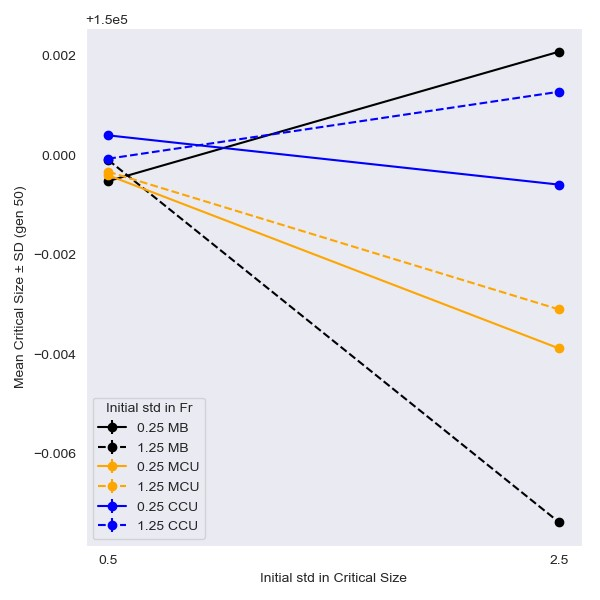 +1.5e5
0.002
0.000
−0.002
−0.004
−0.006
Mean Critical Size ± SD (gen 50)
Initial std in Fr
0.25 MB
1.25 MB
0.25 MCU
1.25 MCU
0.25 CCU
1.25 CCU
0.5
2.5
Initial std in Critical Size